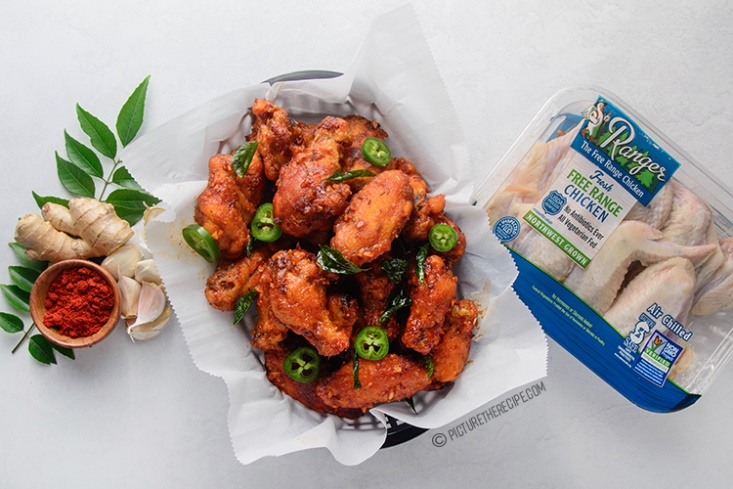 Ranger
The Free Range Chicken
Fresh
FREE RANGE
CHICKEN
No Antibiotics Ever
All Vegetarian Fed
NORTHWEST GROWN
Air Chilled
VERIFIED
© PICTURETHERECIPE.COM